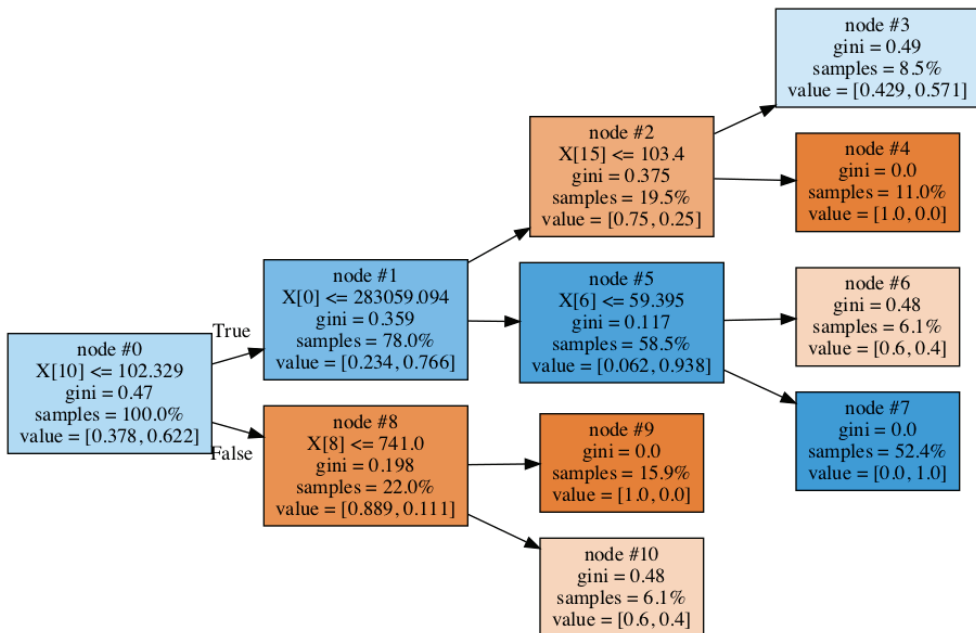 node #0
X[10] <= 102.329
gini = 0.47
samples = 100.0%
value = [0.378, 0.622]
True
False
node #1
X[0] <= 283059.094
gini = 0.359
samples = 78.0%
value = [0.234, 0.766]
node #2
X[15] <= 103.4
gini = 0.375
samples = 19.5%
value = [0.75, 0.25]
node #3
gini = 0.49
samples = 8.5%
value = [0.429, 0.571]
node #4
gini = 0.0
samples = 11.0%
value = [1.0, 0.0]
node #5
X[6] <= 59.395
gini = 0.117
samples = 58.5%
value = [0.062, 0.938]
node #6
gini = 0.48
samples = 6.1%
value = [0.6, 0.4]
node #7
gini = 0.0
samples = 52.4%
value = [0.0, 1.0]
node #8
X[8] <= 741.0
gini = 0.198
samples = 22.0%
value = [0.889, 0.111]
node #9
gini = 0.0
samples = 15.9%
value = [1.0, 0.0]
node #10
gini = 0.48
samples = 6.1%
value = [0.6, 0.4]